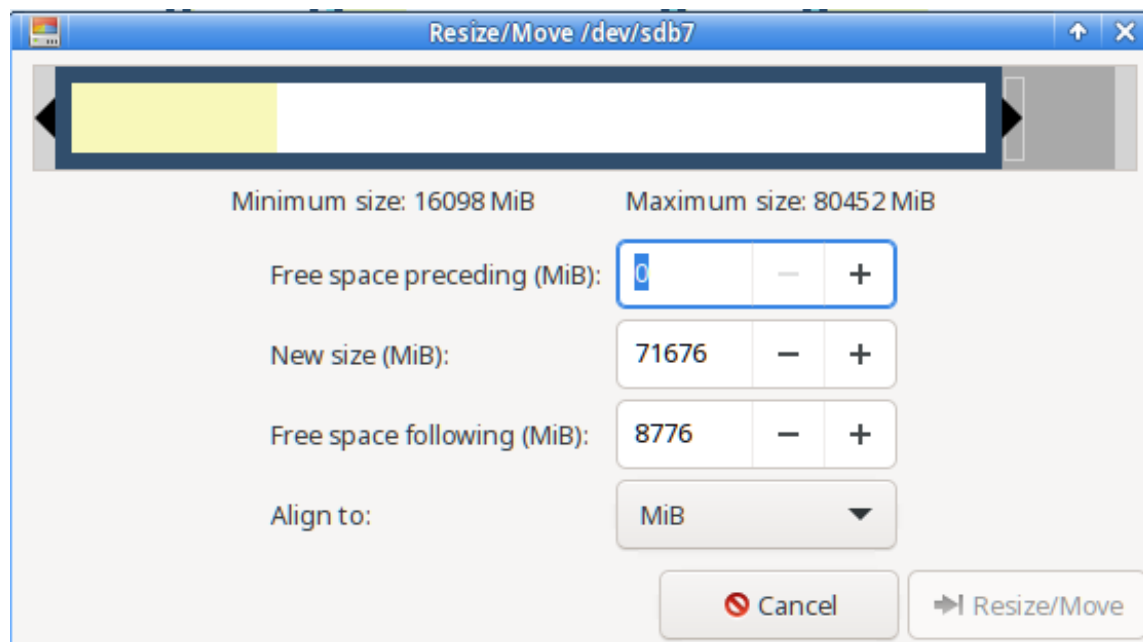 Resize/Move /dev/sdb7
Minimum size: 16098 MiB Maximum size: 80452 MiB
Free space preceding (MiB): 0
New size (MiB): 71676
Free space following (MiB): 8776
Align to: MiB
Cancel Resize/Move